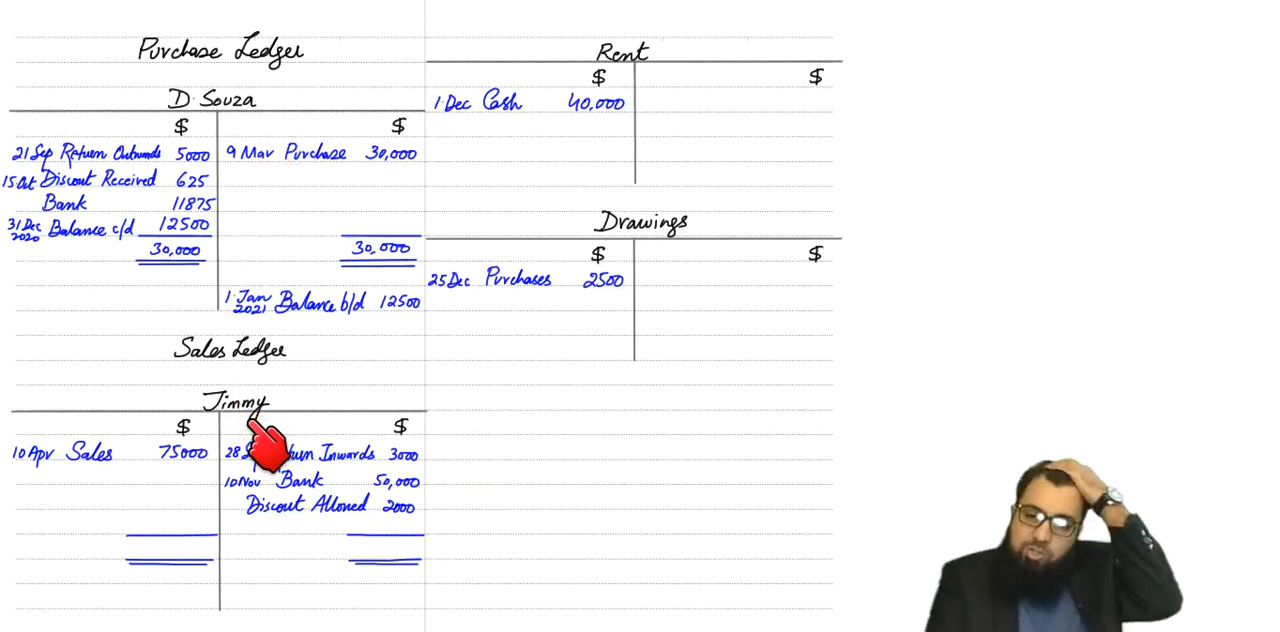 Purchase Ledger
D. Souza
$ $
21 Sep Return Outwards 5000 9 Mar Purchase 30,000
15 Oct Discout Received 625
Bank 11875
31 Dec 2020 Balance c/d 12500
30,000 30,000
1 Jan 2021 Balance b/d 12500
Sales Ledger
Jimmy
$ $
10 Apr Sales 75000 28 Inwards 3000
10 Nov Bank 50,000
Discout Allowed 2000
Rent
$ $
1 Dec Cash 40,000
Drawings
$ $
25 Dec Purchases 2500